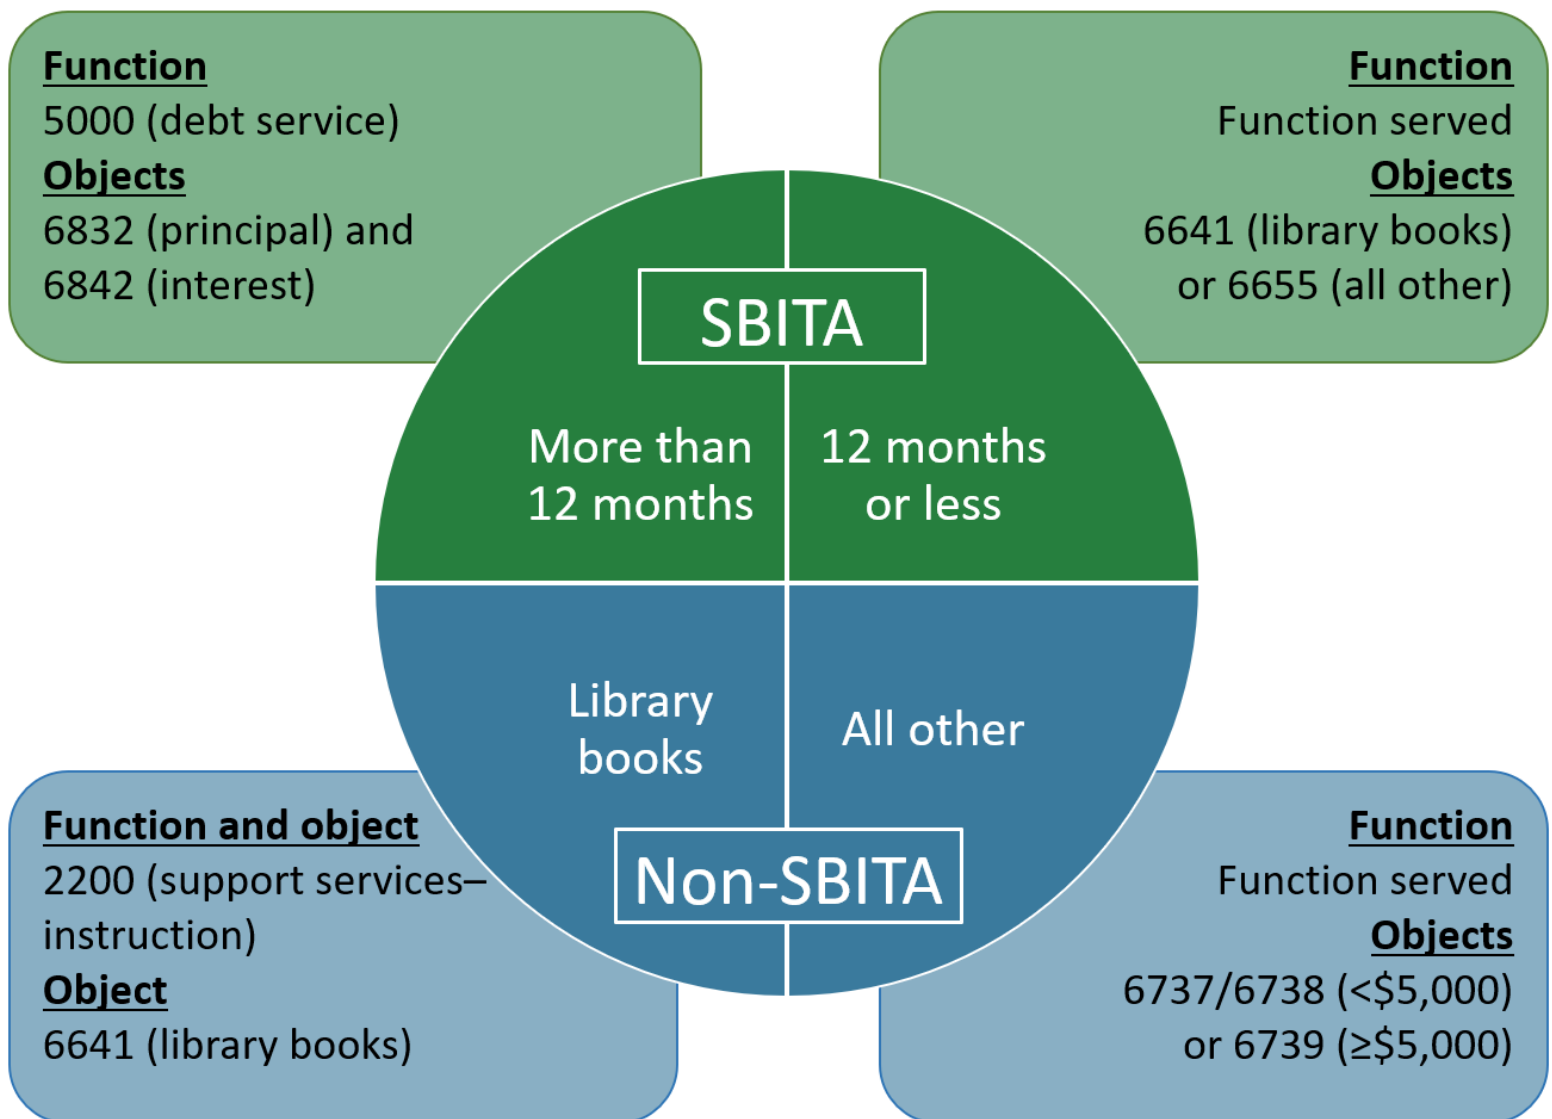 Function
5000 (debt service)
Objects
6832 (principal) and
6842 (interest)
Function
Function served
Objects
6641 (library books)
or 6655 (all other)
SBITA
More than
12 months
12 months
or less
Library
books
All other
Non-SBITA
Function and object
2200 (support services–
instruction)
Object
6641 (library books)
Function
Function served
Objects
6737/6738 (<$5,000)
or 6739 (≥$5,000)